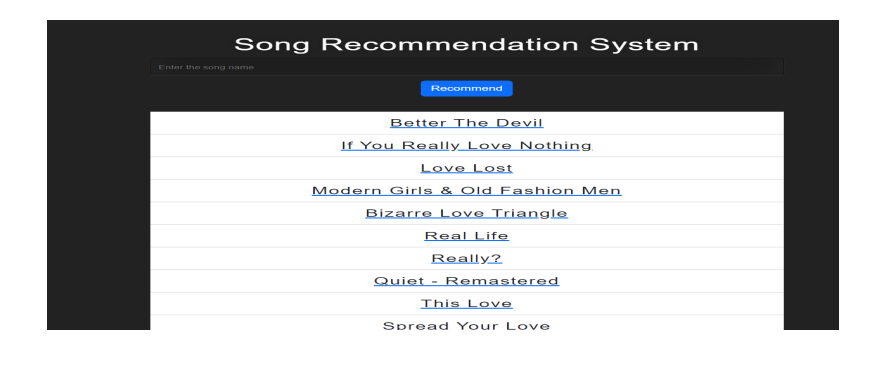 Song Recommendation System
Enter the song name
Recommend
Better The Devil
If You Really Love Nothing
Love Lost
Modern Girls & Old Fashion Men
Bizarre Love Triangle
Real Life
Really?
Quiet - Remastered
This Love
Spread Your Love